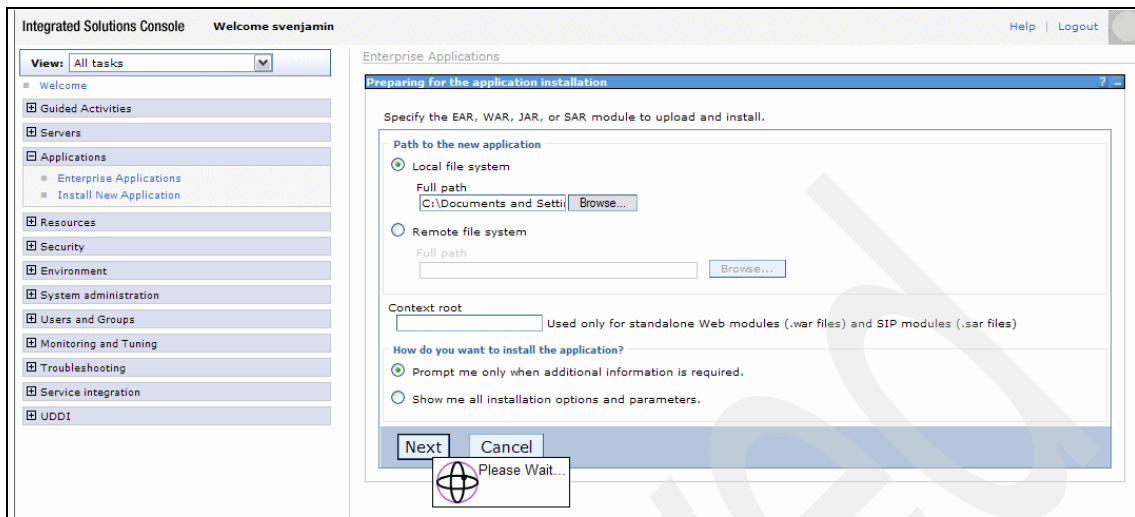 Integrated Solutions Console Welcome svenjamin Help | Logout
View: All tasks
Welcome
Guided Activities
Servers
Applications
Enterprise Applications
Install New Application
Resources
Security
Environment
System administration
Users and Groups
Monitoring and Tuning
Troubleshooting
Service integration
UDDI
Enterprise Applications
Preparing for the application installation ? –
Specify the EAR, WAR, JAR, or SAR module to upload and install.
Path to the new application
Local file system
Full path
C:\Documents and Setti Browse...
Remote file system
Full path
Browse...
Context root
Used only for standalone Web modules (.war files) and SIP modules (.sar files)
How do you want to install the application?
Prompt me only when additional information is required.
Show me all installation options and parameters.
Next Cancel
Please Wait...